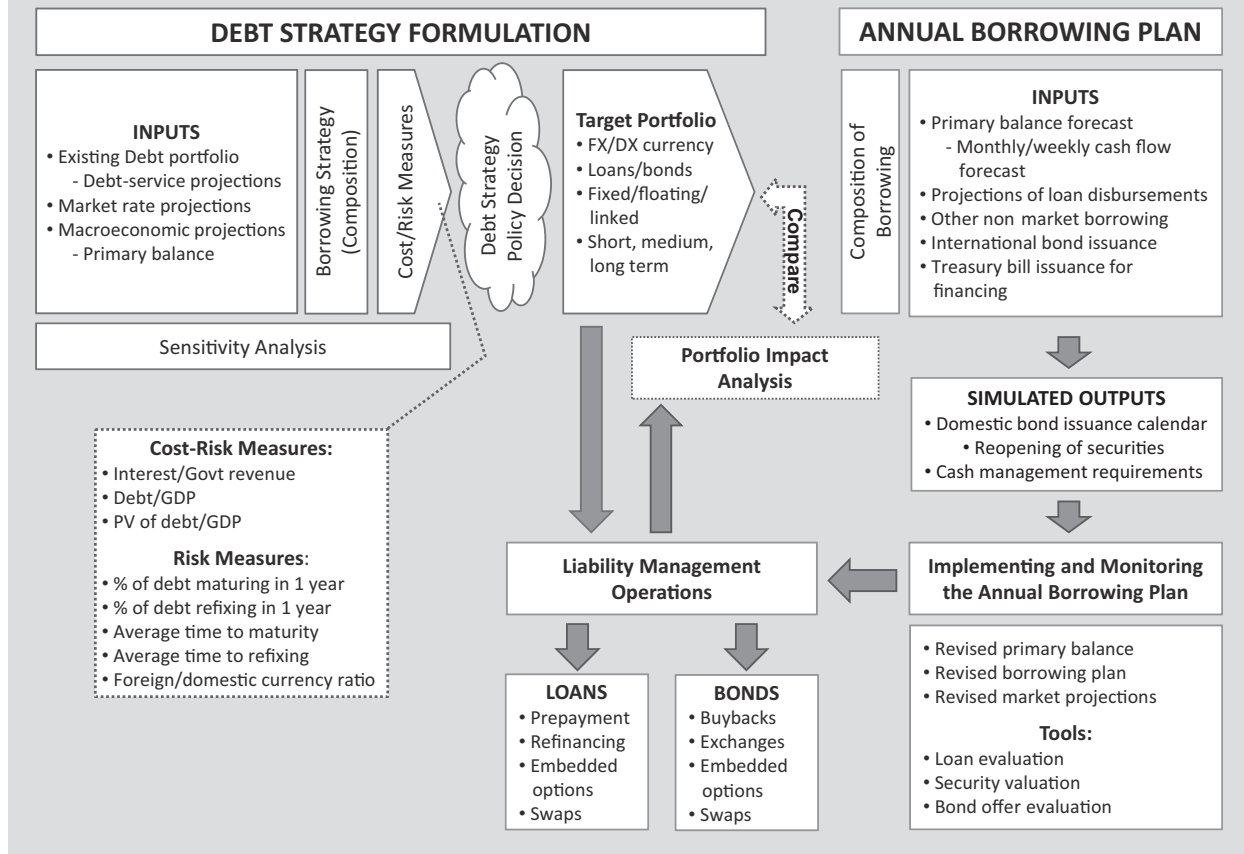 DEBT STRATEGY FORMULATION
INPUTS
• Existing Debt portfolio
- Debt-service projections
• Market rate projections
• Macroeconomic projections
- Primary balance
Borrowing Strategy
(Composition)
Cost/Risk Measures
Debt Strategy
Policy Decision
Target Portfolio
• FX/DX currency
• Loans/bonds
• Fixed/floating/
linked
• Short, medium,
long term
Compare
Sensitivity Analysis
Portfolio Impact
Analysis
Cost-Risk Measures:
• Interest/Govt revenue
• Debt/GDP
• PV of debt/GDP
Risk Measures:
• % of debt maturing in 1 year
• % of debt refixing in 1 year
• Average time to maturity
• Average time to refixing
• Foreign/domestic currency ratio
Liability Management
Operations
LOANS
• Prepayment
• Refinancing
• Embedded
options
• Swaps
BONDS
• Buybacks
• Exchanges
• Embedded
options
• Swaps
ANNUAL BORROWING PLAN
Composition of
Borrowing
INPUTS
• Primary balance forecast
- Monthly/weekly cash flow
forecast
• Projections of loan disbursements
• Other non market borrowing
• International bond issuance
• Treasury bill issuance for
financing
SIMULATED OUTPUTS
• Domestic bond issuance calendar
• Reopening of securities
• Cash management requirements
Implementing and Monitoring
the Annual Borrowing Plan
• Revised primary balance
• Revised borrowing plan
• Revised market projections
Tools:
• Loan evaluation
• Security valuation
• Bond offer evaluation